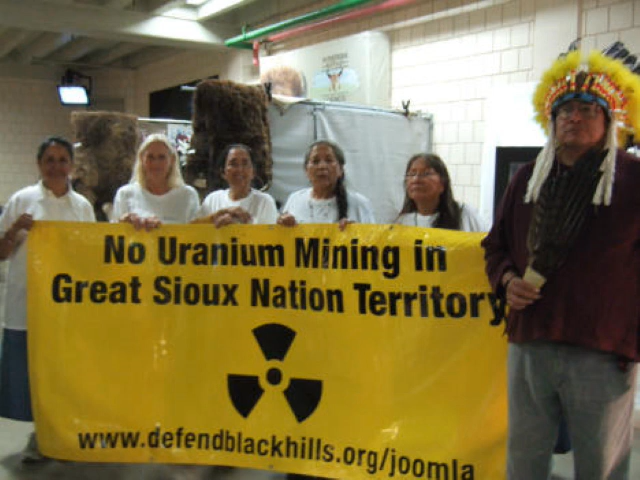 No Uranium Mining in
Great Sioux Nation Territory
www.defendblackhills.org/joomla